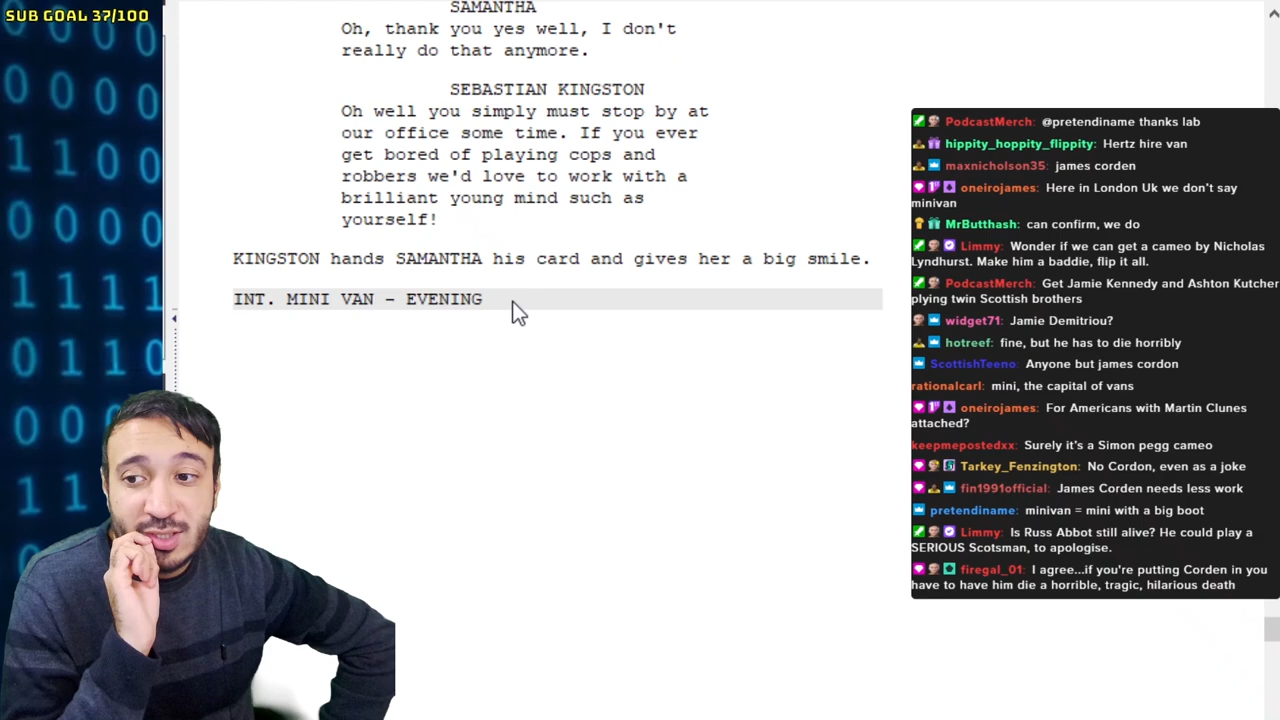 SUB GOAL 37/100
SAMANTHA
Oh, thank you yes well, I don't
really do that anymore.
SEBASTIAN KINGSTON
Oh well you simply must stop by at
our office some time. If you ever
get bored of playing cops and
robbers we'd love to work with a
brilliant young mind such as
yourself!
KINGSTON hands SAMANTHA his card and gives her a big smile.
INT. MINI VAN - EVENING
PodcastMerch: @pretendiname thanks lab
hippity_hoppity_flippity: Hertz hire van
maxnicholson35: james corden
oneirojames: Here in London Uk we don't say
minivan
MrButthash: can confirm, we do
Limmy: Wonder if we can get a cameo by Nicholas
Lyndhurst. Make him a baddie, flip it all.
PodcastMerch: Get Jamie Kennedy and Ashton Kutcher
plying twin Scottish brothers
widget71: Jamie Demitriou?
hotreef: fine, but he has to die horribly
ScottishTeeno: Anyone but james cordon
rationalcarl: mini, the capital of vans
oneirojames: For Americans with Martin Clunes
attached?
keepmepostedxx: Surely it's a Simon pegg cameo
Tarkey_Fenzington: No Cordon, even as a joke
fin1991official: James Corden needs less work
pretendiname: minivan = mini with a big boot
Limmy: Is Russ Abbot still alive? He could play a
SERIOUS Scotsman, to apologise.
firegal_01: I agree...if you're putting Corden in you
have to have him die a horrible, tragic, hilarious death